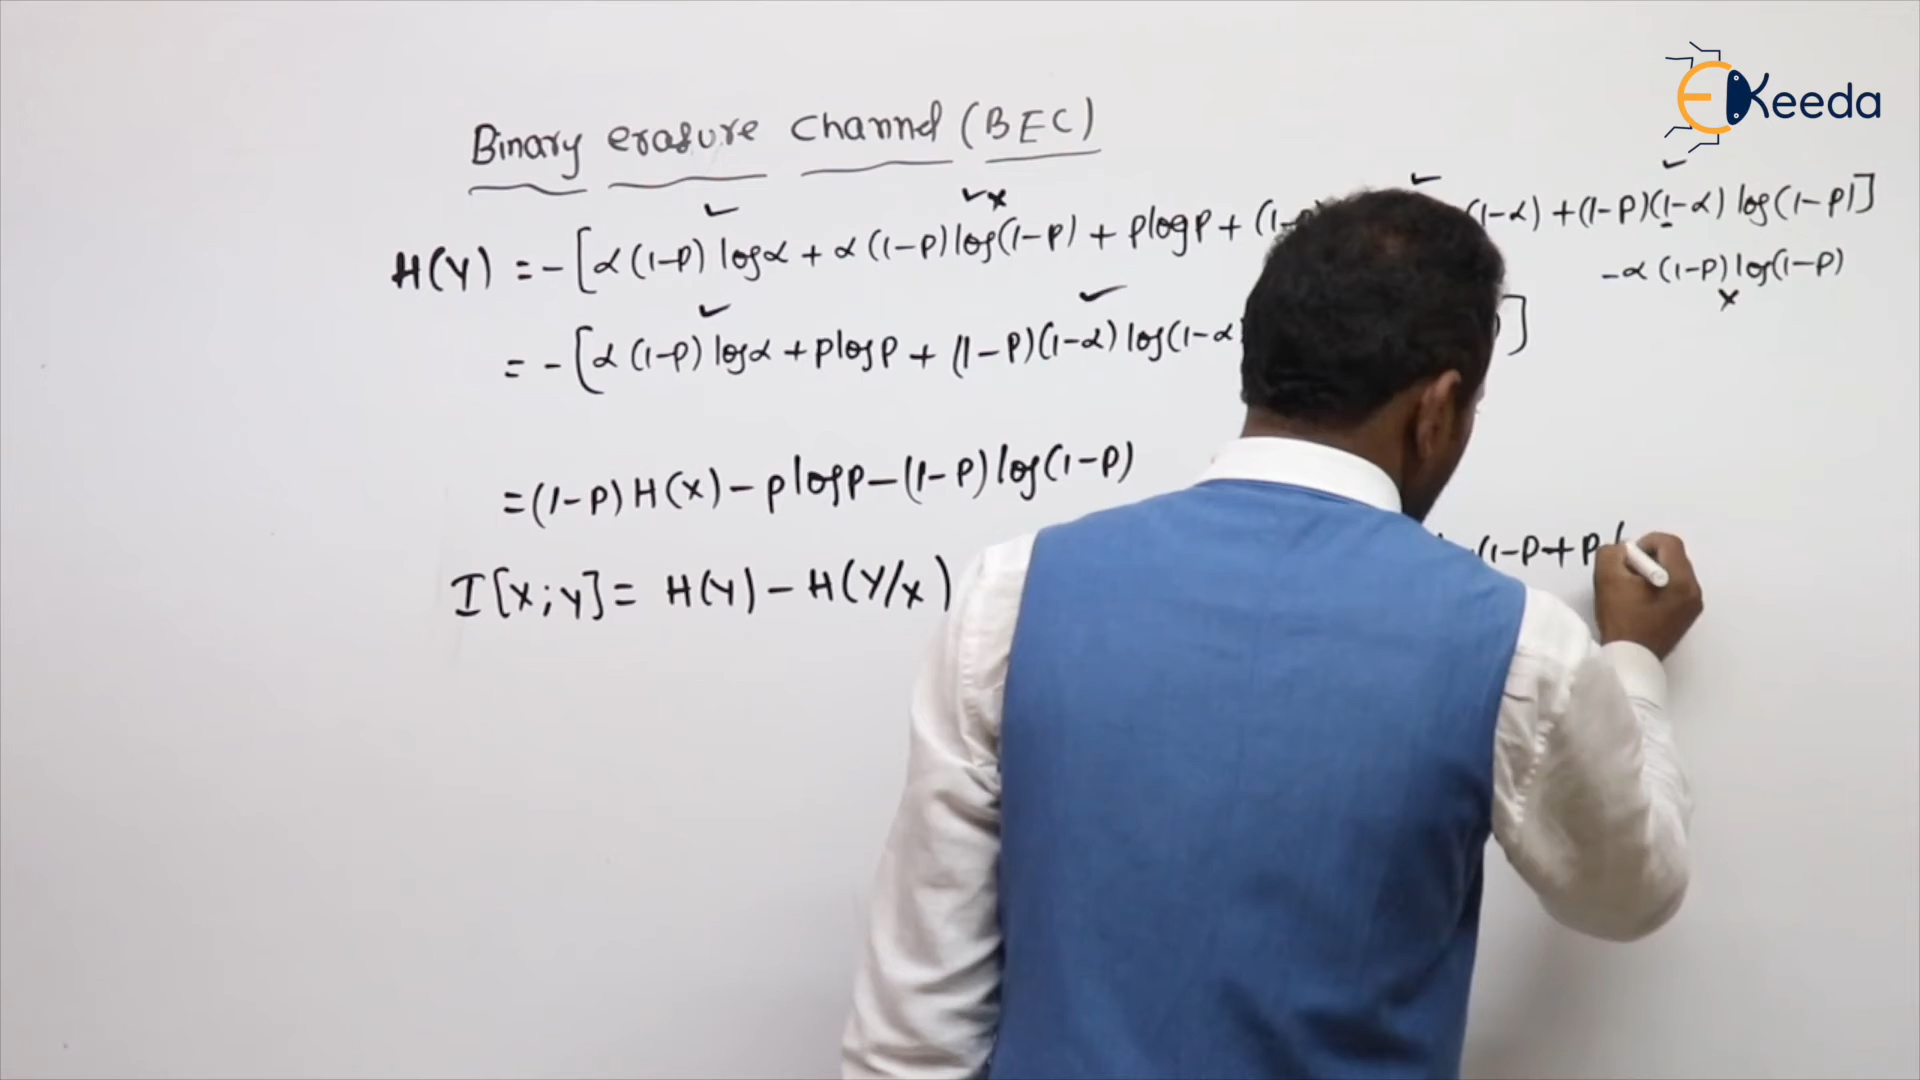 EKeeda
Binary erasure channel (BEC)
H(Y) = -[α(1-p) logα + α(1-p)log(1-p) + plogp + (1- (1-α) + (1-p)(1-α) log(1-p)]
-α(1-p)log(1-p)
= -[α(1-p) logα + plogp + (1-p)(1-α) log(1-α ]
= (1-p) H(X) - plogp - (1-p) log(1-p)
(1-p+p(
I[X;Y] = H(Y) - H(Y/X)